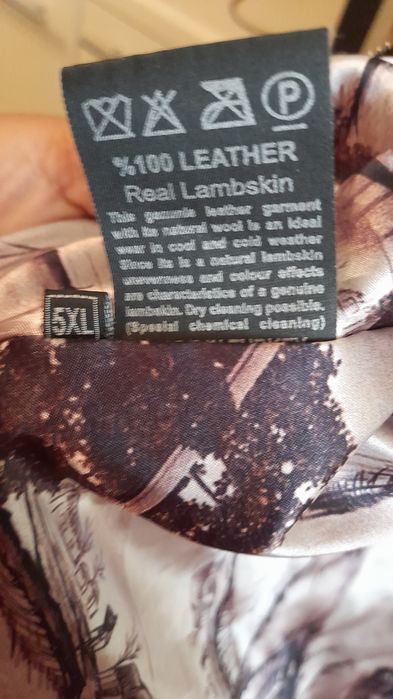 P
%100 LEATHER
Real Lambskin
This genunie leather garment
with its natural wool is an ideal
wear in cool and cold weather
Since its is a natural lambskin
unevenness and colour effects
are characteristics of a genuine
lambskin. Dry cleaning possible.
(Spesial chemical cleaning)
5XL